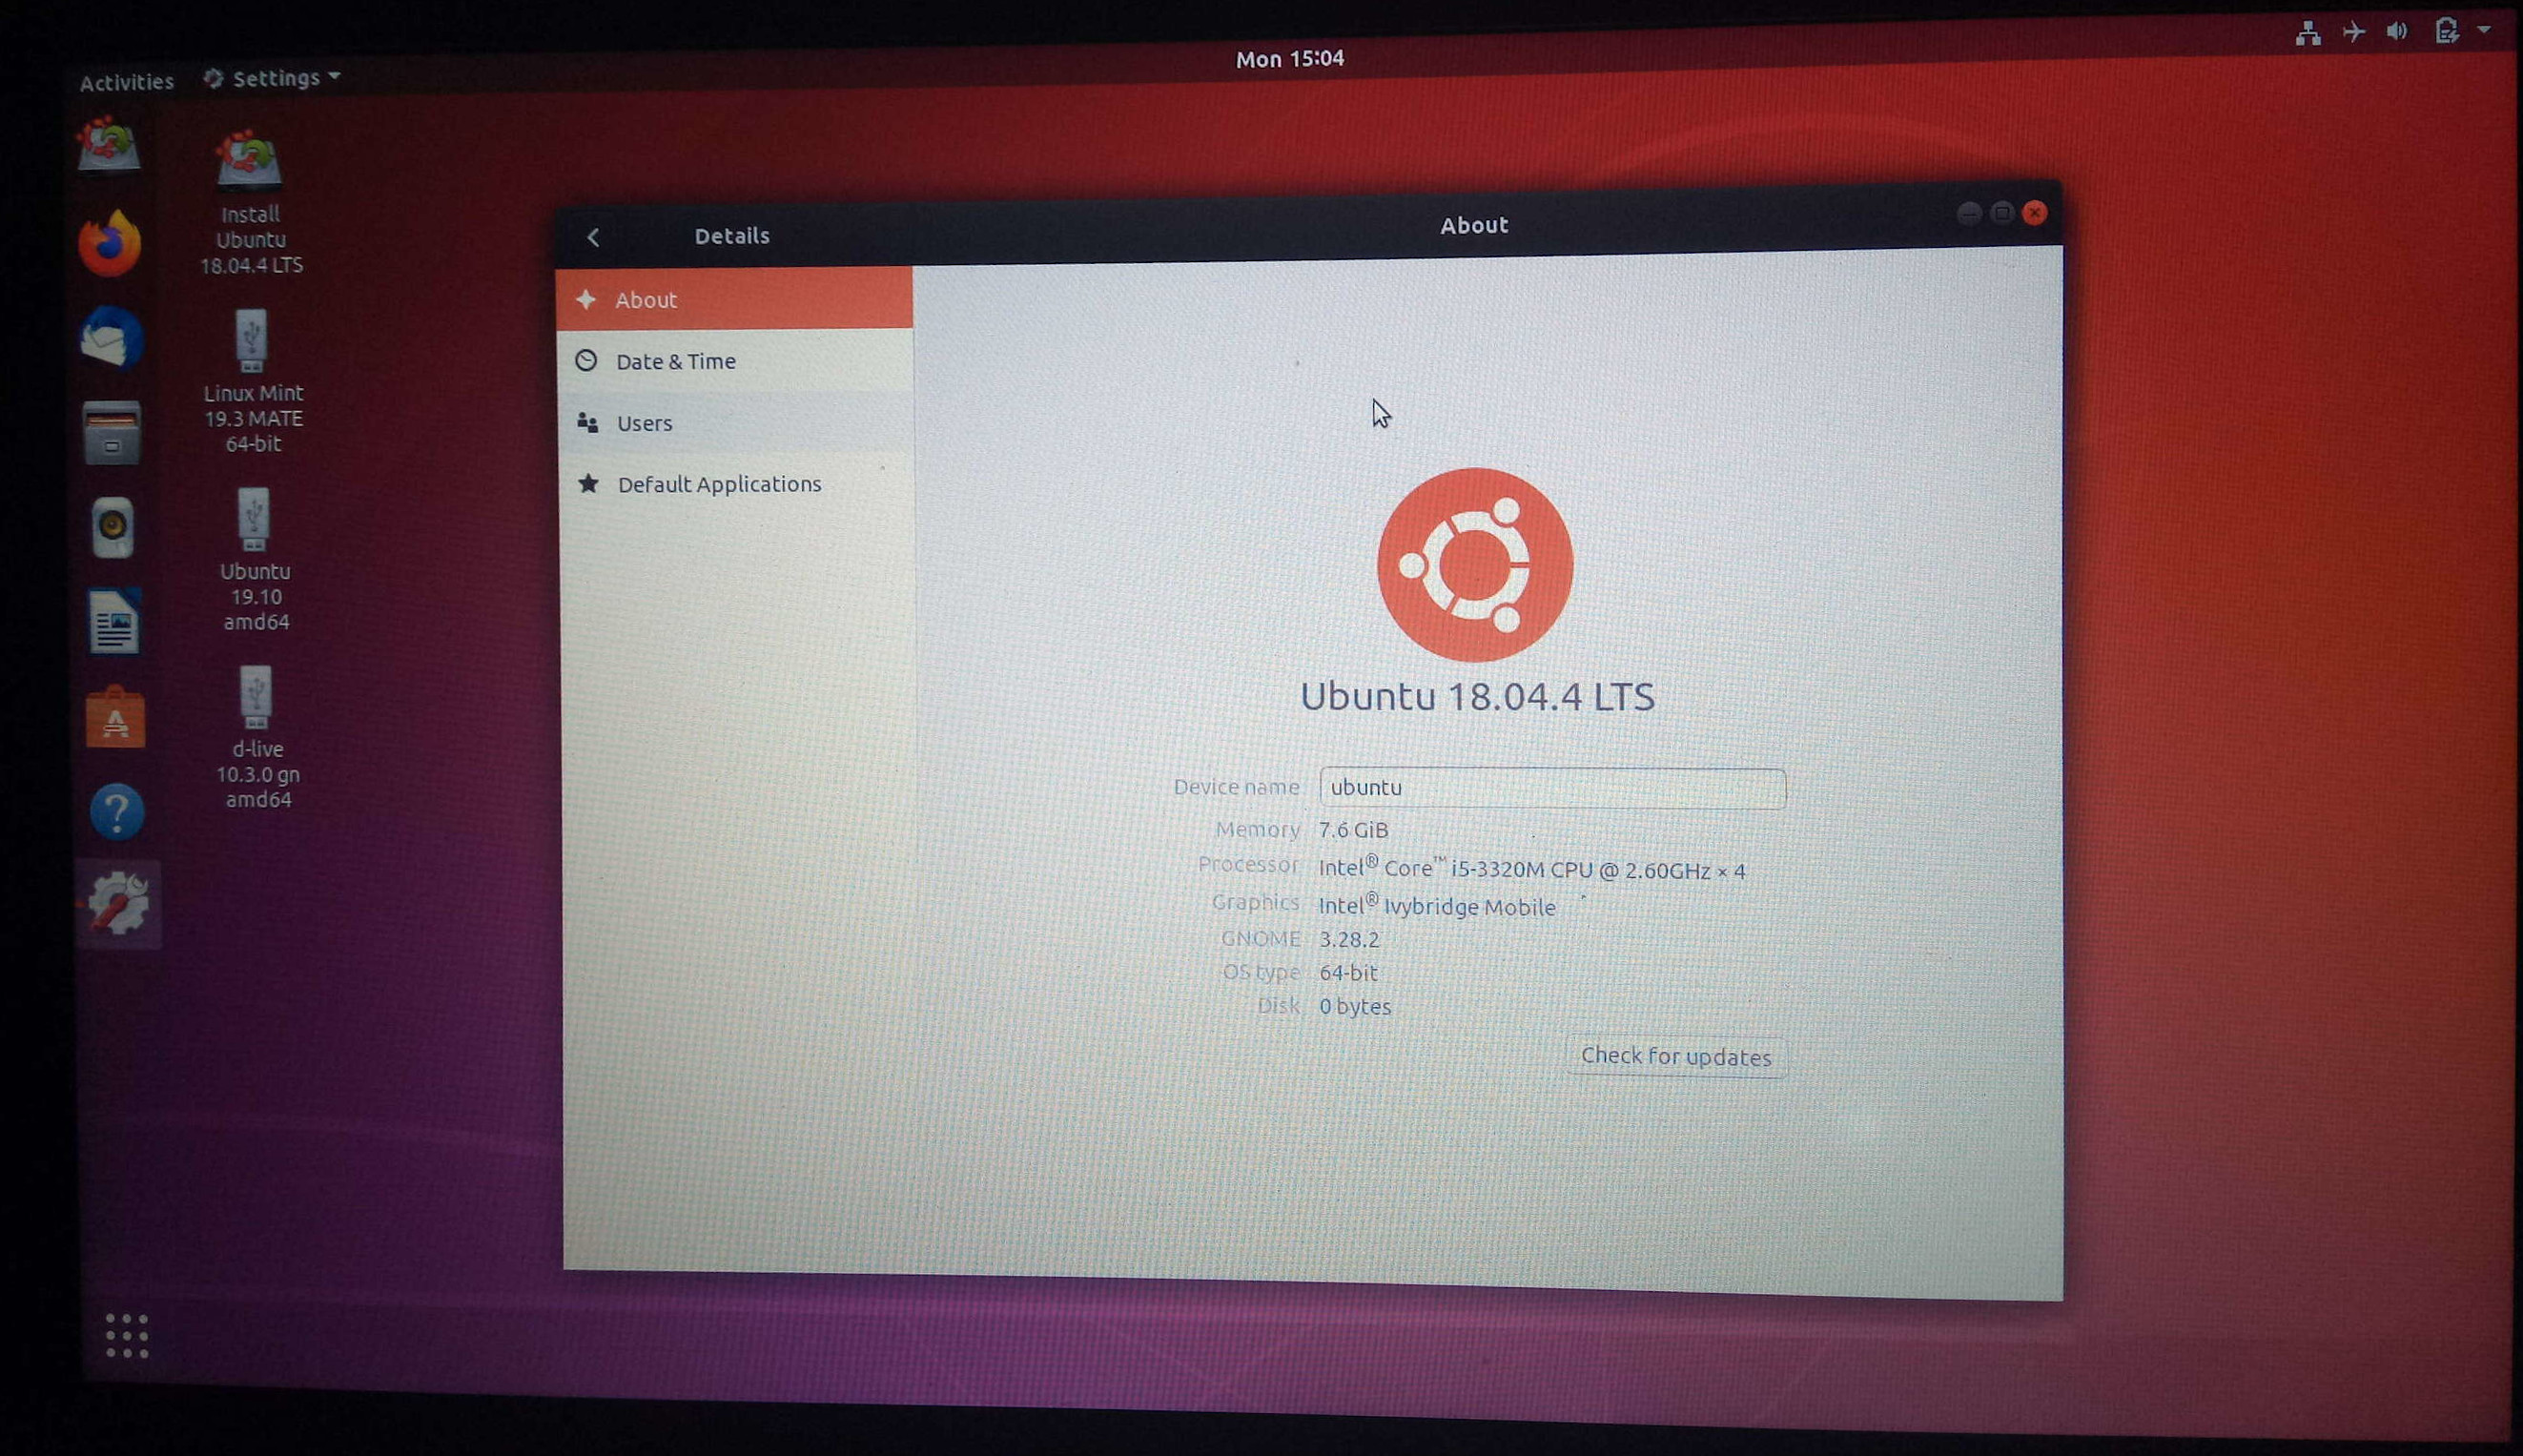 Activities
Settings
Mon 15:04
Install
Ubuntu
18.04.4 LTS
Linux Mint
19.3 MATE
64-bit
Ubuntu
19.10
amd64
d-live
10.3.0 gn
amd64
Details
About
About
Date & Time
Users
Default Applications
Ubuntu 18.04.4 LTS
Device name ubuntu
Memory 7.6 GiB
Processor Intel® Core™ i5-3320M CPU @ 2.60GHz × 4
Graphics Intel® Ivybridge Mobile
GNOME 3.28.2
OS type 64-bit
Disk 0 bytes
Check for updates